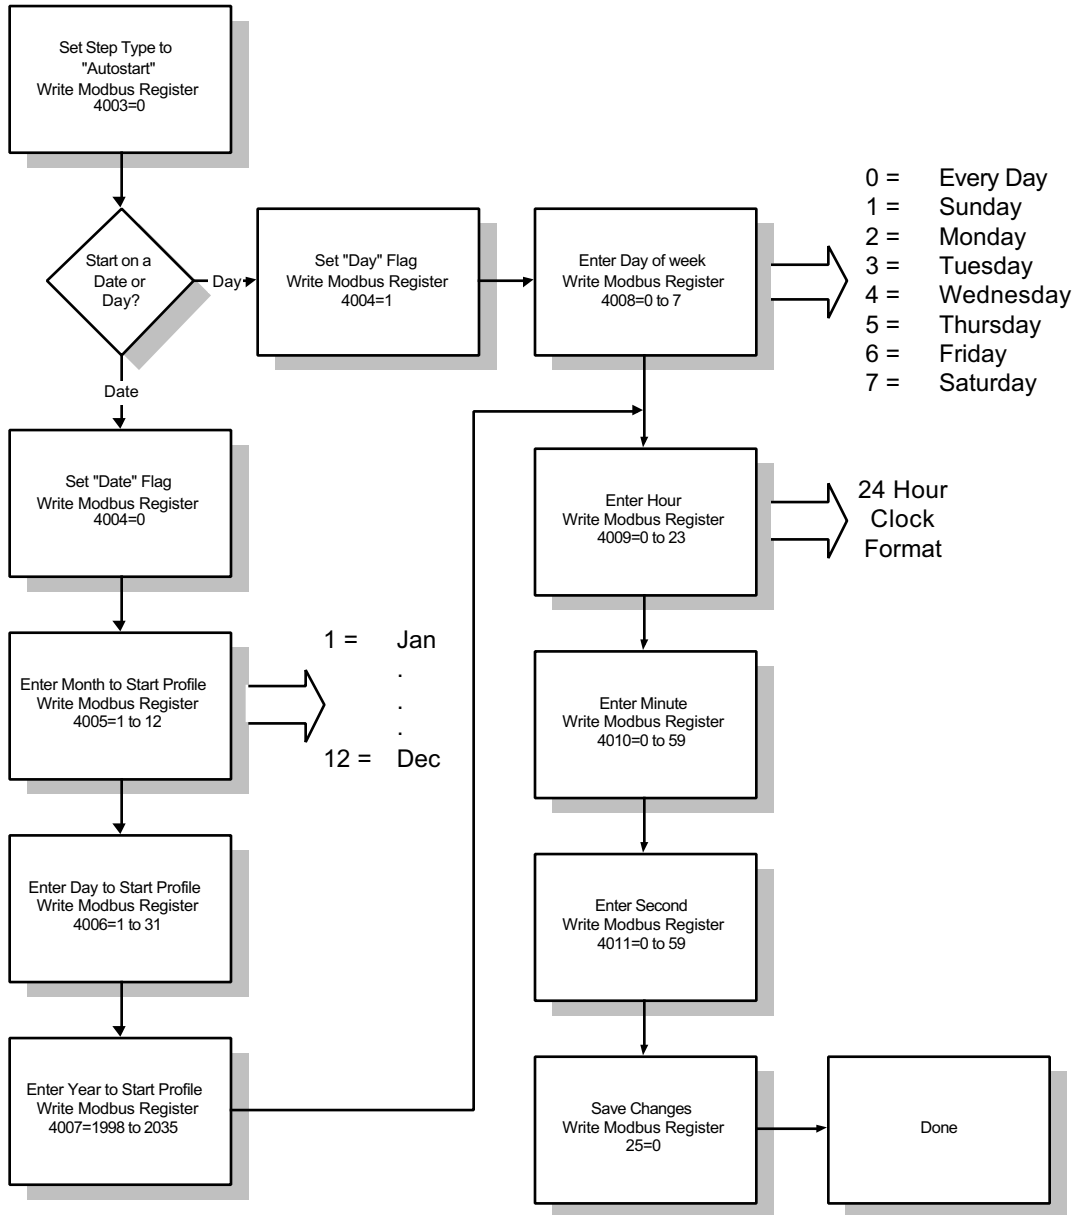 Set Step Type to
"Autostart"
Write Modbus Register
4003=0
Start on a
Date or
Day?
Day
Set "Day" Flag
Write Modbus Register
4004=1
Enter Day of week
Write Modbus Register
4008=0 to 7
0 = Every Day
1 = Sunday
2 = Monday
3 = Tuesday
4 = Wednesday
5 = Thursday
6 = Friday
7 = Saturday
Date
Set "Date" Flag
Write Modbus Register
4004=0
Enter Month to Start Profile
Write Modbus Register
4005=1 to 12
1 = Jan
.
.
.
12 = Dec
Enter Day to Start Profile
Write Modbus Register
4006=1 to 31
Enter Year to Start Profile
Write Modbus Register
4007=1998 to 2035
Enter Hour
Write Modbus Register
4009=0 to 23
24 Hour
Clock
Format
Enter Minute
Write Modbus Register
4010=0 to 59
Enter Second
Write Modbus Register
4011=0 to 59
Save Changes
Write Modbus Register
25=0
Done